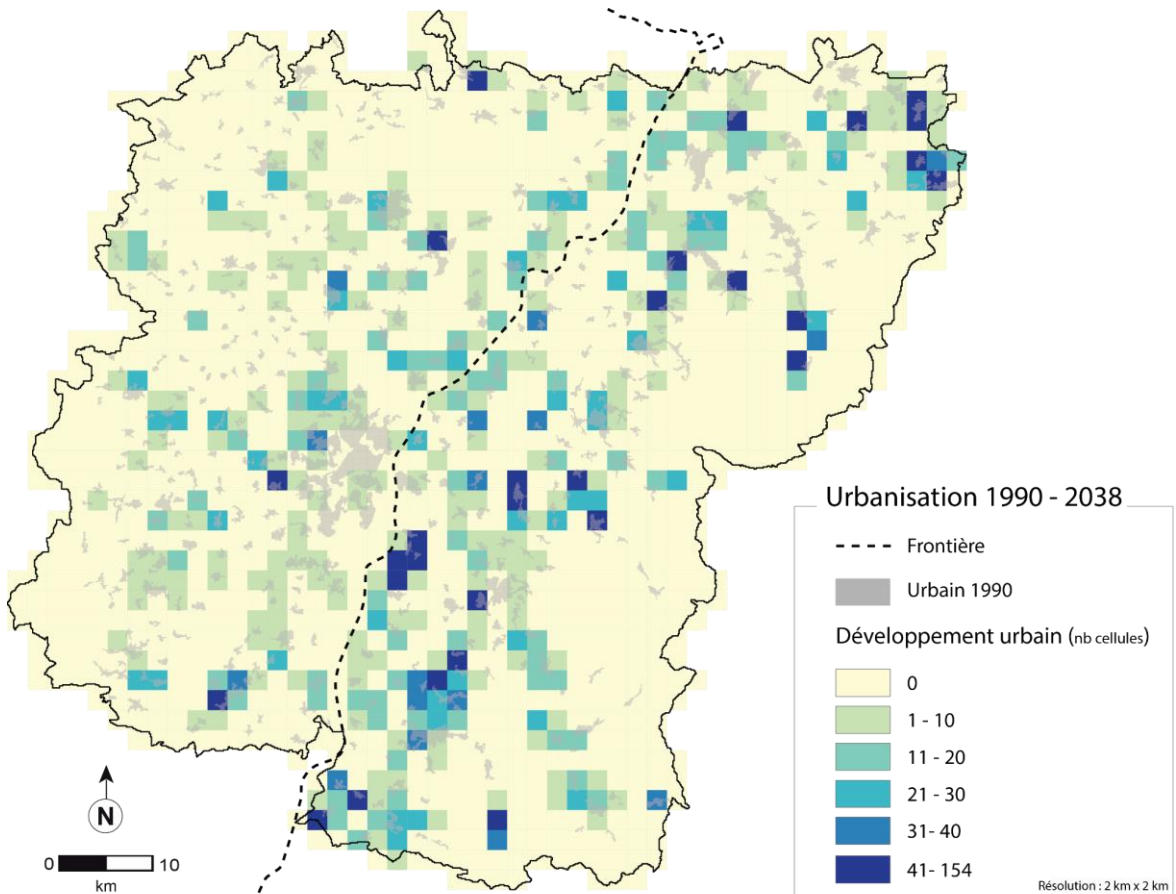 Urbanisation 1990 - 2038
Frontière
Urbain 1990
Développement urbain (nb cellules)
0
1 - 10
11 - 20
21 - 30
31- 40
41- 154
N
0 10
km
Résolution : 2 km x 2 km